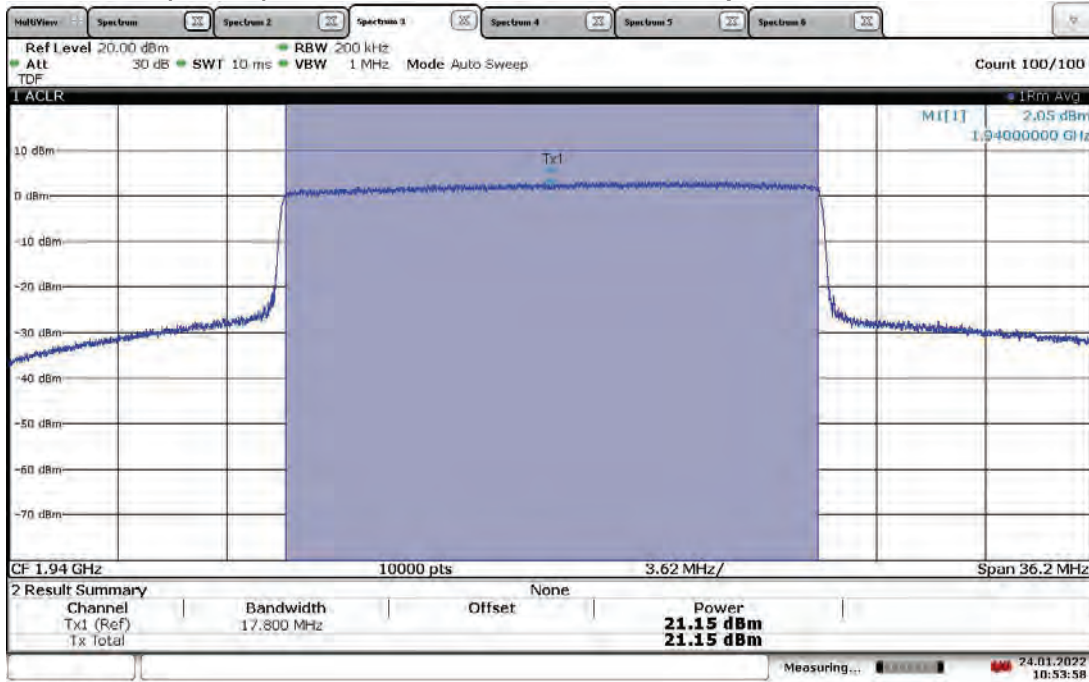 MultiView Spectrum Spectrum 2 Spectrum 3 Spectrum 4 Spectrum 5 Spectrum 6
Ref Level 20.00 dBm RBW 200 kHz
Att 30 dB SWT 10 ms VBW 1 MHz Mode Auto Sweep Count 100/100
TDF
1 ACLR 1Rm Avg
M1[1] 2.05 dBm
1.94000000 GHz
10 dBm
Tx1
0 dBm
-10 dBm
-20 dBm
-30 dBm
-40 dBm
-50 dBm
-60 dBm
-70 dBm
CF 1.94 GHz 10000 pts 3.62 MHz/ Span 36.2 MHz
2 Result Summary None
Channel Bandwidth Offset Power
Tx1 (Ref) 17.800 MHz 21.15 dBm
Tx Total 21.15 dBm
Measuring... 24.01.2022
10:53:58